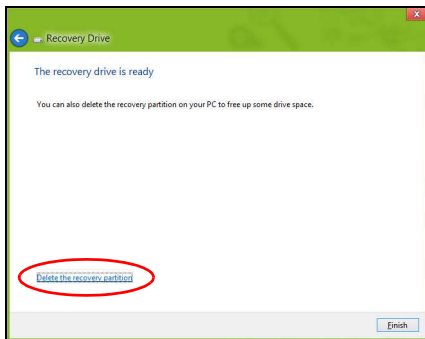 Recovery Drive
The recovery drive is ready
You can also delete the recovery partition on your PC to free up some drive space.
Delete the recovery partition
Finish